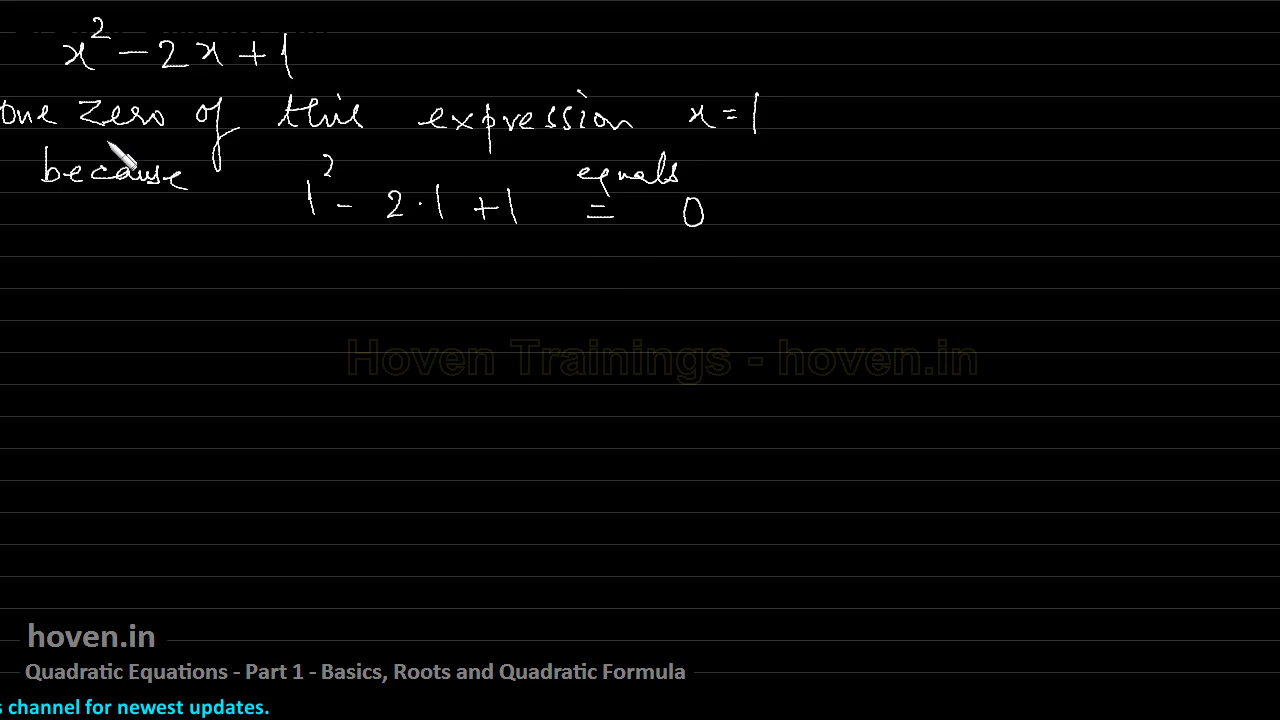 x² - 2x + 1
one zero of this expression x = 1
because 1² - 2·1 + 1 equals = 0
Hoven Trainings - hoven.in
hoven.in
Quadratic Equations - Part 1 - Basics, Roots and Quadratic Formula
s channel for newest updates.